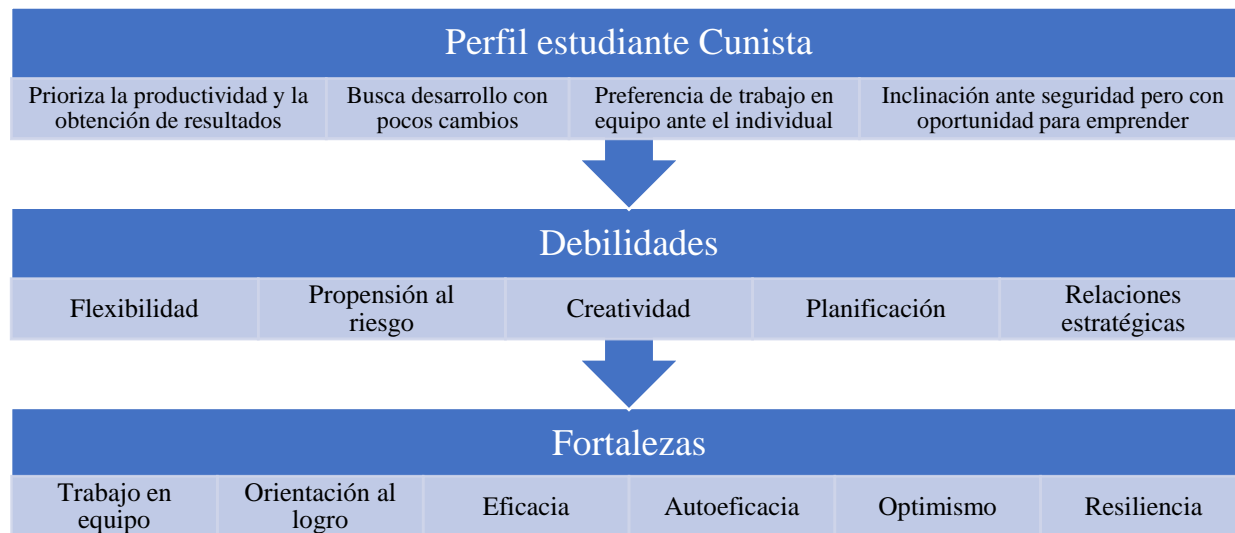 Perfil estudiante Cunista
Prioriza la productividad y la
obtención de resultados
Busca desarrollo con
pocos cambios
Preferencia de trabajo en
equipo ante el individual
Inclinación ante seguridad pero con
oportunidad para emprender
Debilidades
Flexibilidad
Propensión al
riesgo
Creatividad
Planificación
Relaciones
estratégicas
Fortalezas
Trabajo en
equipo
Orientación al
logro
Eficacia
Autoeficacia
Optimismo
Resiliencia